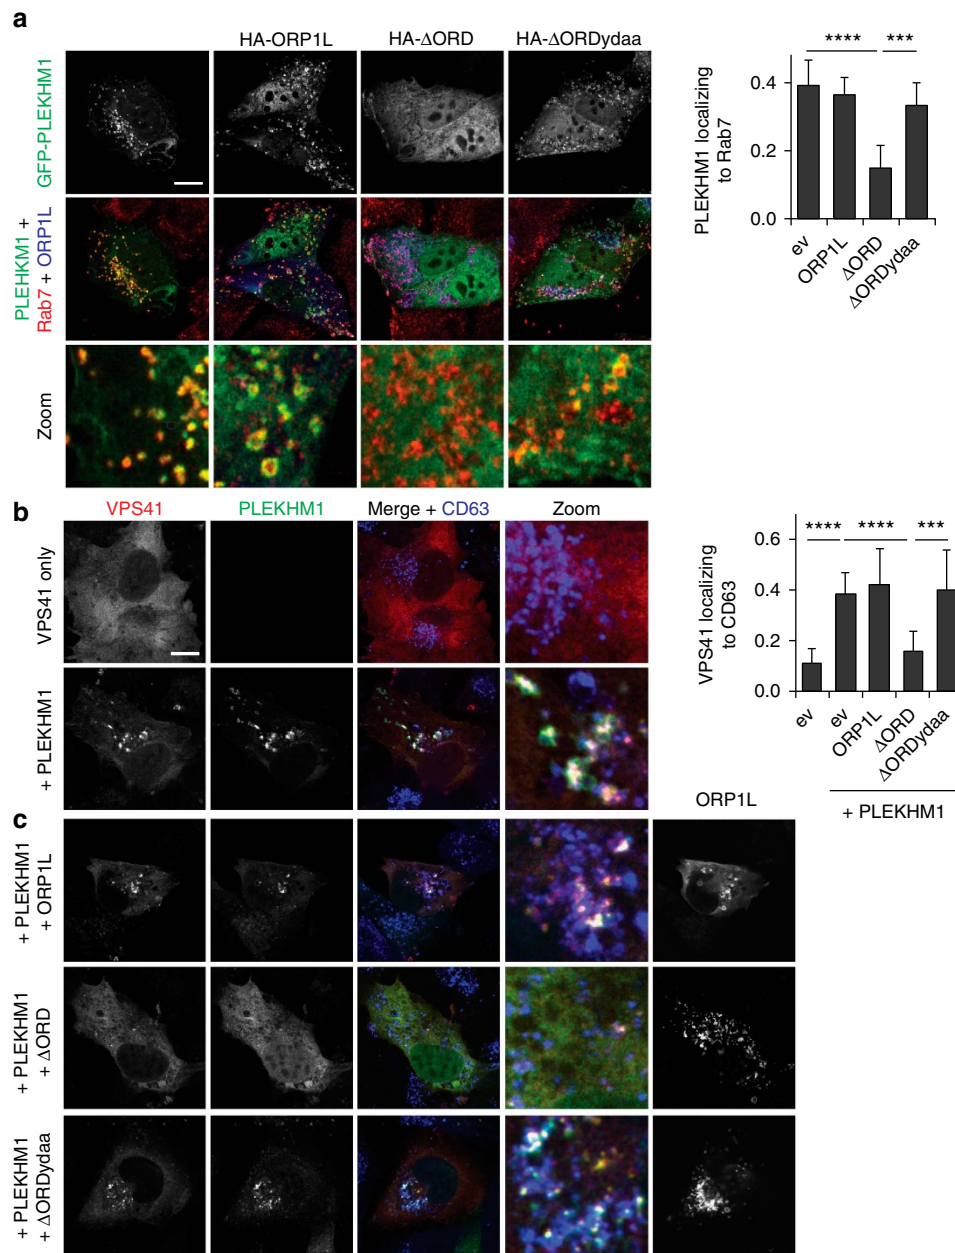 a
HA-ORP1L
HA-ΔORD
HA-ΔORDydaa
GFP-PLEKHM1
PLEHKM1 +
Rab7 + ORP1L
Zoom
PLEKHM1 localizing
to Rab7
**** ***
0.4
0.2
0.0
ev
ORP1L
ΔORD
ΔORDydaa
b
VPS41
PLEKHM1
Merge + CD63
Zoom
VPS41 only
+ PLEKHM1
VPS41 localizing
to CD63
**** **** ***
0.6
0.4
0.2
0.0
ev
ev
ORP1L
ΔORD
ΔORDydaa
+ PLEKHM1
c
ORP1L
+ PLEKHM1
+ ORP1L
+ PLEKHM1
+ ΔORD
+ PLEKHM1
+ ΔORDydaa